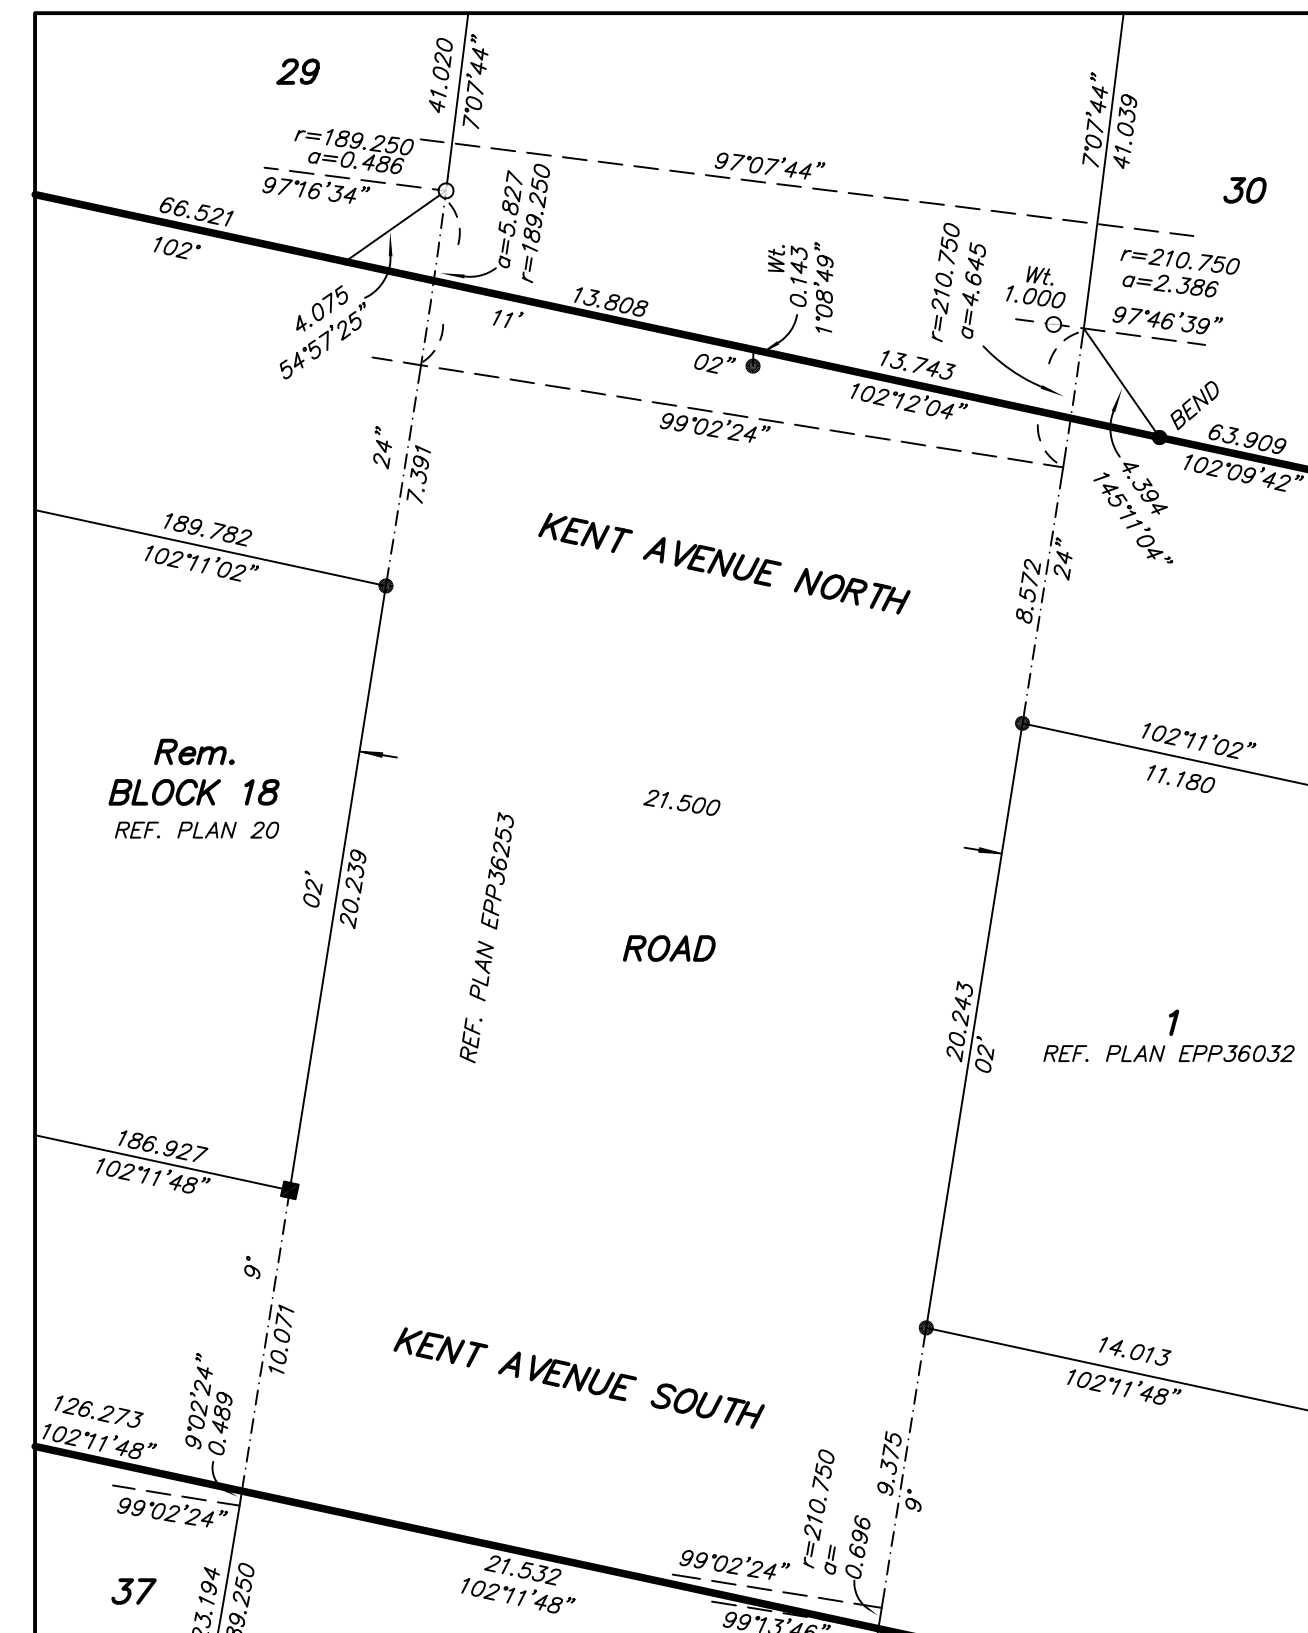 29
41.020
7°07'44"
r=189.250
a=0.486
97°16'34"
66.521
102°
4.075
54°57'25"
a=5.827
r=189.250
97°07'44"
13.808
11'
Wt.
0.143
1°08'49"
02"
13.743
102°12'04"
99°02'24"
7°07'44"
41.039
30
r=210.750
a=4.645
Wt.
1.000
r=210.750
a=2.386
97°46'39"
BEND
63.909
102°09'42"
4.394
145°11'04"
24"
7.391
189.782
102°11'02"
KENT AVENUE NORTH
8.572
24"
102°11'02"
11.180
Rem.
BLOCK 18
REF. PLAN 20
02'
20.239
21.500
REF. PLAN EPP36253
ROAD
20.243
02'
1
REF. PLAN EPP36032
186.927
102°11'48"
9°
10.071
KENT AVENUE SOUTH
14.013
102°11'48"
126.273
102°11'48"
9°02'24"
0.489
99°02'24"
37
21.532
102°11'48"
99°02'24"
r=210.750
a=
0.696
9.375
9°
99°13'46"